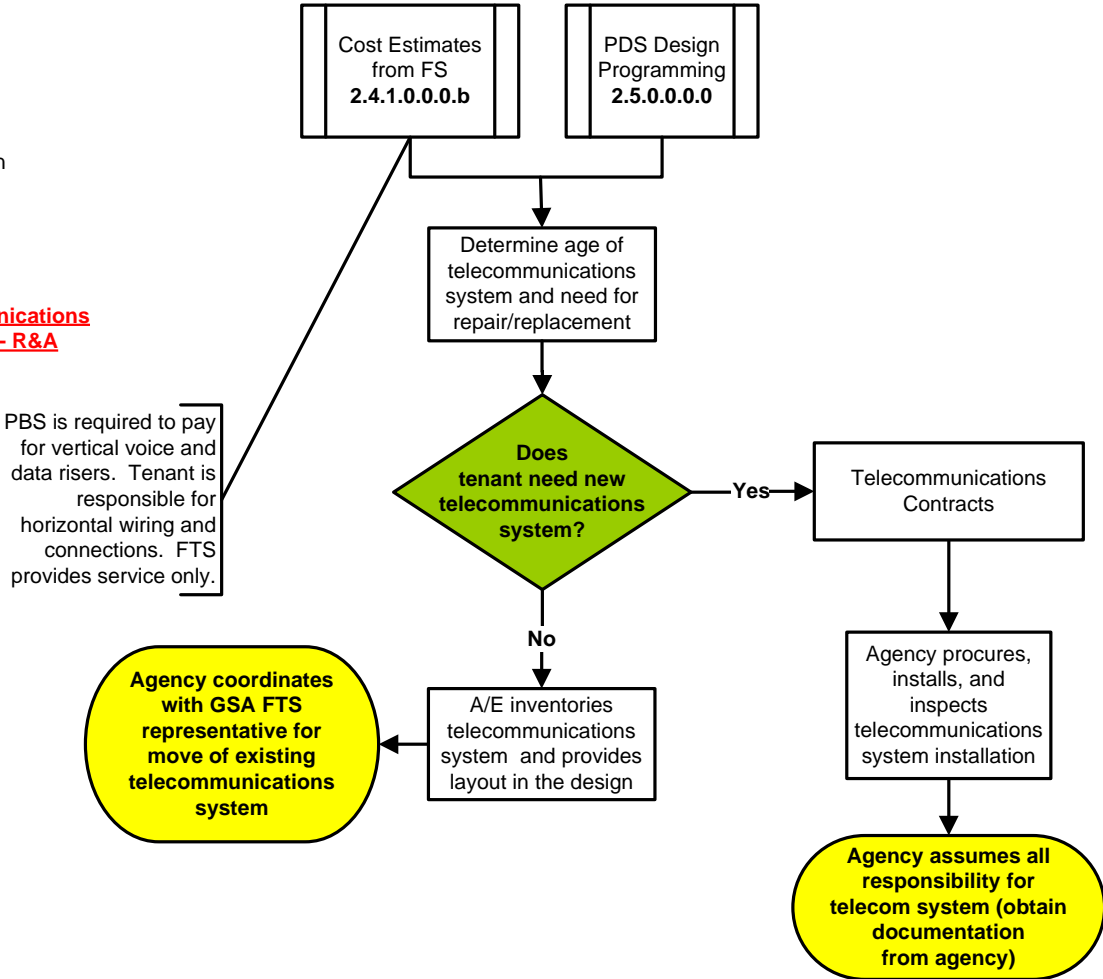 Cost Estimates
from FS
2.4.1.0.0.0.b
PDS Design
Programming
2.5.0.0.0.0
Determine age of
telecommunications
system and need for
repair/replacement
- R&A
PBS is required to pay
for vertical voice and
data risers. Tenant is
responsible for
horizontal wiring and
connections. FTS
provides service only.
Does
tenant need new
telecommunications
system?
Yes
Telecommunications
Contracts
No
Agency procures,
installs, and
inspects
telecommunications
system installation
A/E inventories
telecommunications
system and provides
layout in the design
Agency coordinates
with GSA FTS
representative for
move of existing
telecommunications
system
Agency assumes all
responsibility for
telecom system (obtain
documentation
from agency)